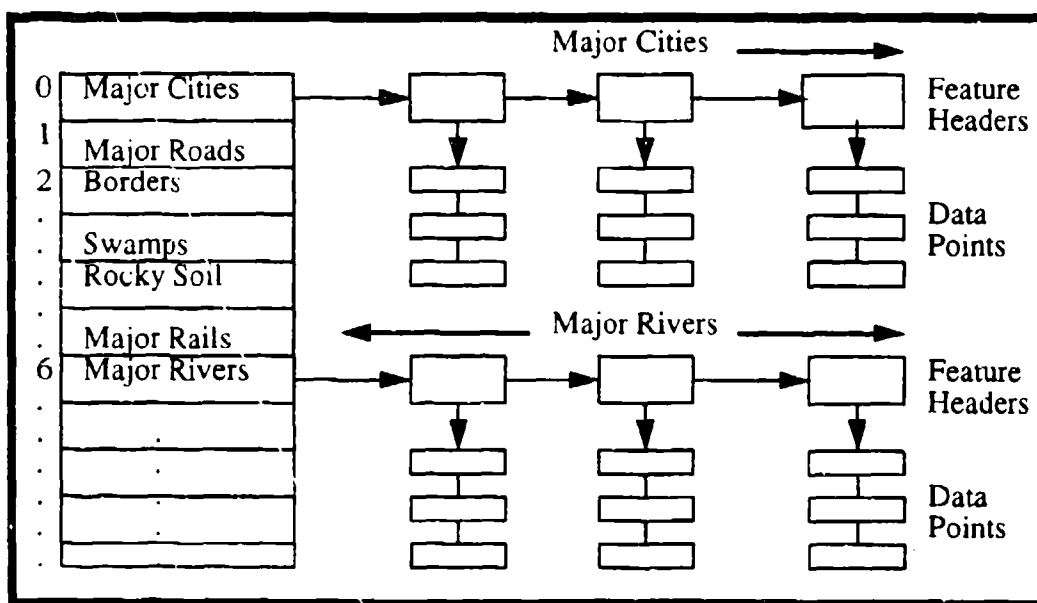 Major Cities
0 Major Cities
Feature
Headers
1
Major Roads
2 Borders
.
Data
Points
. Swamps
. Rocky Soil
Major Rivers
. Major Rails
6 Major Rivers
Feature
Headers
.
. .
. .
Data
Points
.
.
.